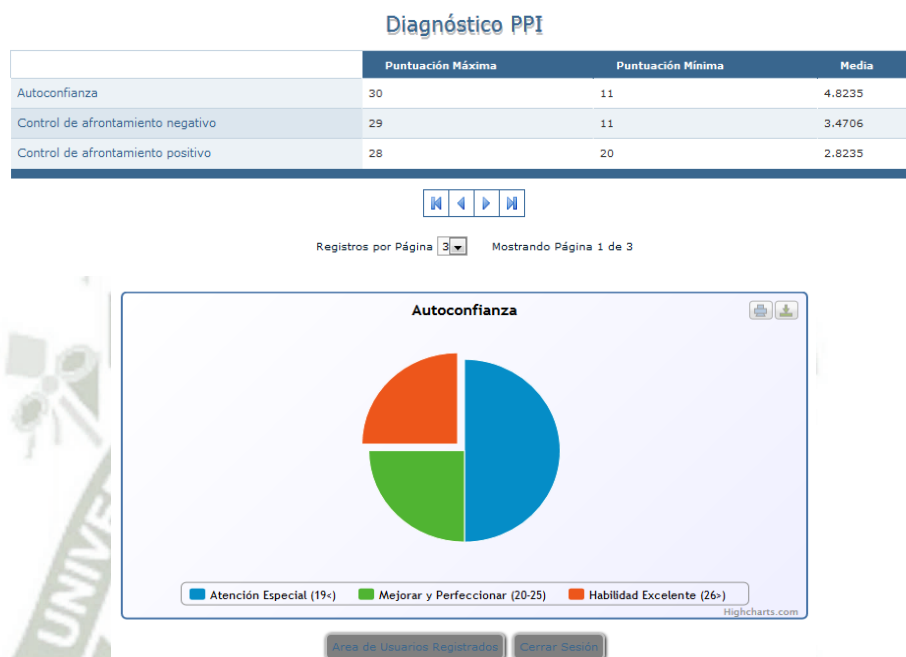 Diagnóstico PPI
Puntuación Máxima Puntuación Mínima Media
Autoconfianza 30 11 4.8235
Control de afrontamiento negativo 29 11 3.4706
Control de afrontamiento positivo 28 20 2.8235
Registros por Página 3 Mostrando Página 1 de 3
Autoconfianza
Atención Especial (19<) Mejorar y Perfeccionar (20-25) Habilidad Excelente (26>)
Highcharts.com
Area de Usuarios Registrados Cerrar Sesión
UNIVE